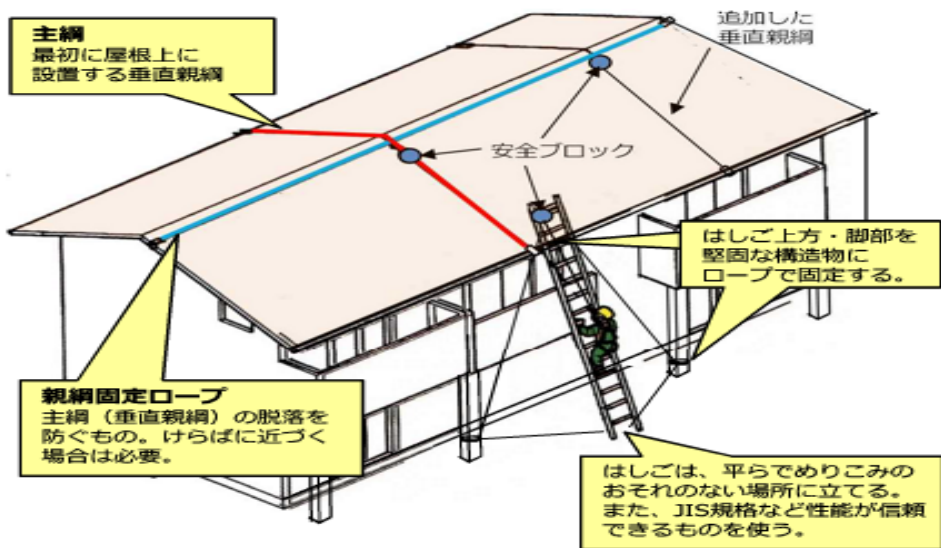 主綱
最初に屋根上に
設置する垂直親綱
追加した
垂直親綱
安全ブロック
はしご上方・脚部を
堅固な構造物に
ロープで固定する。
親綱固定ロープ
主綱（垂直親綱）の脱落を
防ぐもの。けらばに近づく
場合は必要。
はしごは、平らでめりこみの
おそれのない場所に立てる。
また、JIS規格など性能が信頼
できるものを使う。